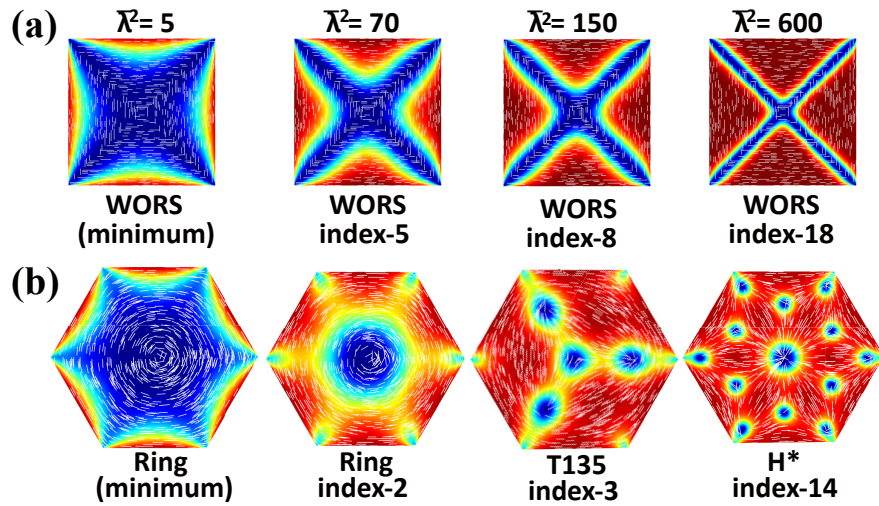 (a)
λ̄²= 5
λ̄²= 70
λ̄²= 150
λ̄²= 600
WORS
(minimum)
WORS
index-5
WORS
index-8
WORS
index-18
(b)
Ring
(minimum)
Ring
index-2
T135
index-3
H*
index-14